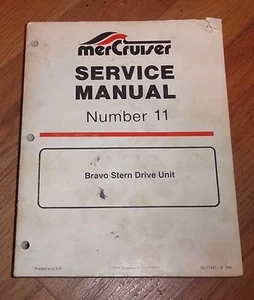 merCruiser
SERVICE
MANUAL
Number 11
Bravo Stern Drive Unit
Printed in U.S.A.